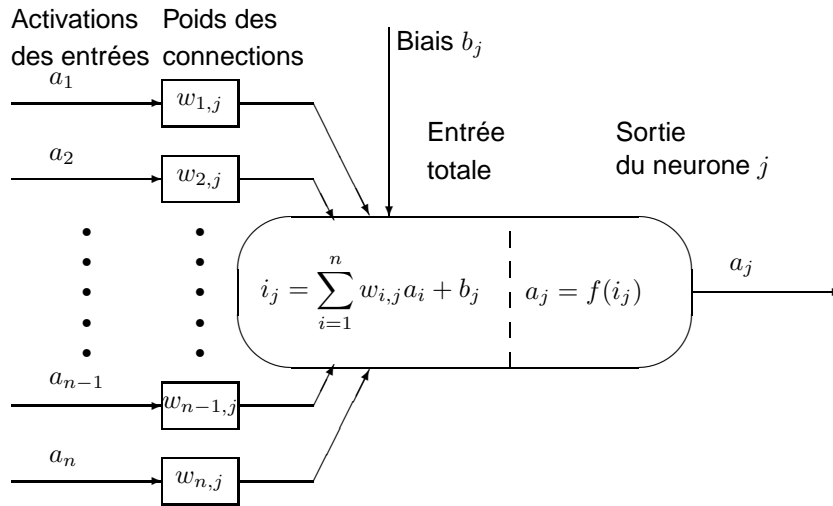 Activations des entrées
Poids des connections
Biais b_j
a_1
w_{1,j}
Entrée totale
Sortie du neurone j
a_2
w_{2,j}
i_j = \sum_{i=1}^{n} w_{i,j} a_i + b_j
a_j = f(i_j)
a_j
a_{n-1}
w_{n-1,j}
a_n
w_{n,j}